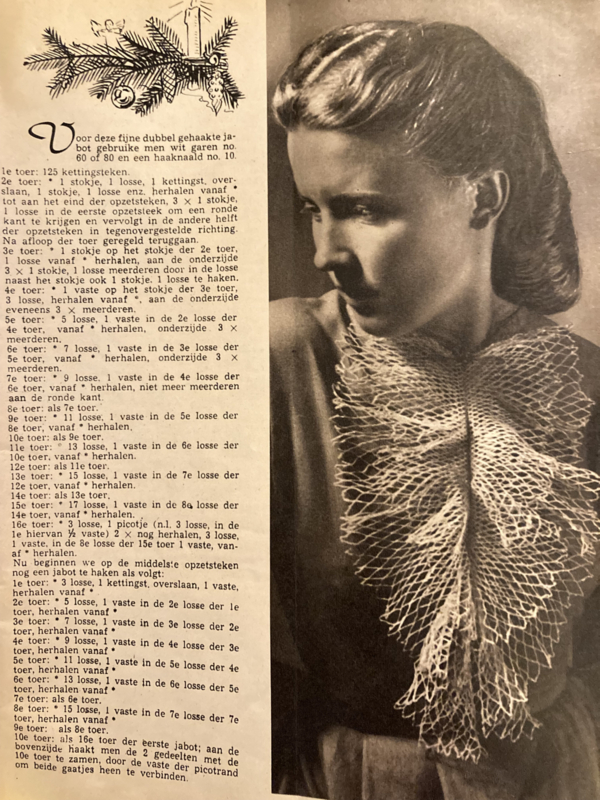 Voor deze fijne dubbel gehaakte ja-
bot gebruike men wit garen no.
60 of 80 en een haaknaald no. 10.
1e toer: 125 kettingsteken.
2e toer: * 1 stokje, 1 losse, 1 kettingst, over-
slaan, 1 stokje, 1 losse enz. herhalen vanaf *
tot aan het eind der opzetsteken, 3 × 1 stokje,
1 losse in de eerste opzetsteek om een ronde
kant te krijgen en vervolgt in de andere helft
der opzetsteken in tegenovergestelde richting.
Na afloop der toer geregeld teruggaan.
3e toer: * 1 stokje op het stokje der 2e toer,
1 losse vanaf * herhalen, aan de onderzijde
3 × 1 stokje, 1 losse meerderen door in de losse
naast het stokje ook 1 stokje. 1 losse te haken.
4e toer: * 1 vaste op het stokje der 3e toer,
3 losse, herhalen vanaf *, aan de onderzijde
eveneens 3 × meerderen.
5e toer: * 5 losse, 1 vaste in de 2e losse der
4e toer, vanaf * herhalen, onderzijde 3 ×
meerderen.
6e toer: * 7 losse, 1 vaste in de 3e losse der
5e toer, vanaf * herhalen, onderzijde 3 ×
meerderen.
7e toer: * 9 losse, 1 vaste in de 4e losse der
6e toer, vanaf * herhalen, niet meer meerderen
aan de ronde kant.
8e toer: als 7e toer.
9e toer: * 11 losse, 1 vaste in de 5e losse der
8e toer, vanaf * herhalen.
10e toer: als 9e toer.
11e toer: * 13 losse, 1 vaste in de 6e losse der
10e toer, vanaf * herhalen.
12e toer: als 11e toer.
13e toer: * 15 losse, 1 vaste in de 7e losse der
12e toer, vanaf * herhalen.
14e toer: als 13e toer,
15e toer: * 17 losse, 1 vaste in de 8e losse der
14e toer, vanaf * herhalen.
16e toer: * 3 losse, 1 picotje (n.l. 3 losse, in de
1e hiervan ½ vaste) 2 × nog herhalen, 3 losse,
1 vaste, in de 8e losse der 15e toer 1 vaste, van-
af * herhalen.
Nu beginnen we op de middelste opzetsteken
nog een jabot te haken als volgt:
1e toer: * 3 losse, 1 kettingst, overslaan, 1 vaste,
herhalen vanaf *
2e toer: * 5 losse, 1 vaste in de 2e losse der 1e
toer, herhalen vanaf *
3e toer: * 7 losse, 1 vaste in de 3e losse der 2e
toer, herhalen vanaf *
4e toer: * 9 losse, 1 vaste in de 4e losse der 3e
toer, herhalen vanaf *
5e toer: * 11 losse, 1 vaste in de 5e losse der 4e
toer, herhalen vanaf *
6e toer: * 13 losse, 1 vaste in de 6e losse der 5e
toer, herhalen vanaf *
7e toer: als 6e toer.
8e toer: * 15 losse, 1 vaste in de 7e losse der 7e
toer, herhalen vanaf *
9e toer: als 8e toer.
10e toer: als 16e toer der eerste jabot; aan de
bovenzijde haakt men de 2 gedeelten met de
10e toer te zamen, door de vaste der picotrand
om beide gaatjes heen te verbinden.